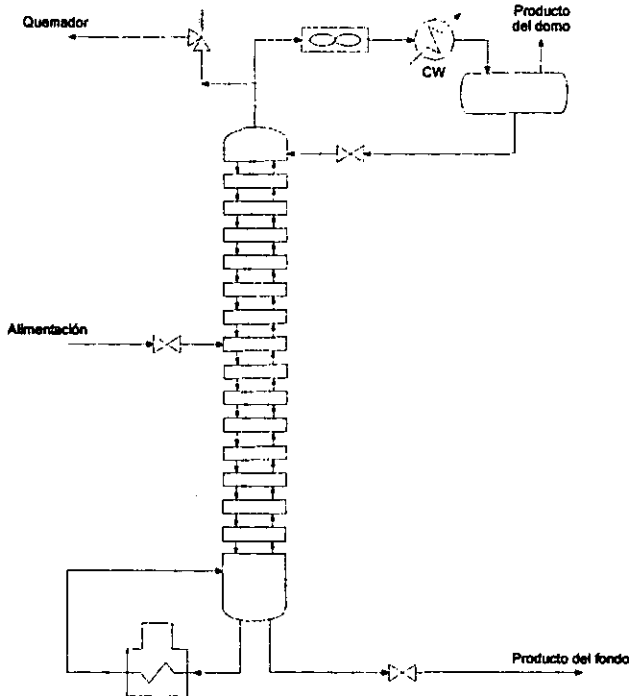 Quemador
Producto
del domo
CW
Alimentación
Producto del fondo